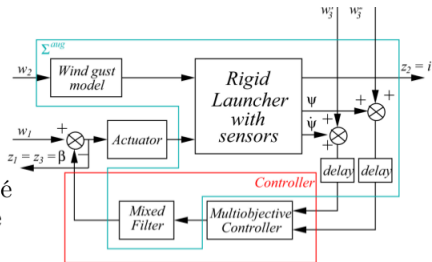 w₃' w₃''
Σᵃᵘᵍ
w₂
Wind gust
model
Rigid
Launcher
with
sensors
z₂ = i
ψ
+
+
ψ̇
+
+
w₁
+
Actuator
−
z₁ = z₃ = β
delay
delay
é
Controller
e
Mixed
Filter
Multiobjective
Controller